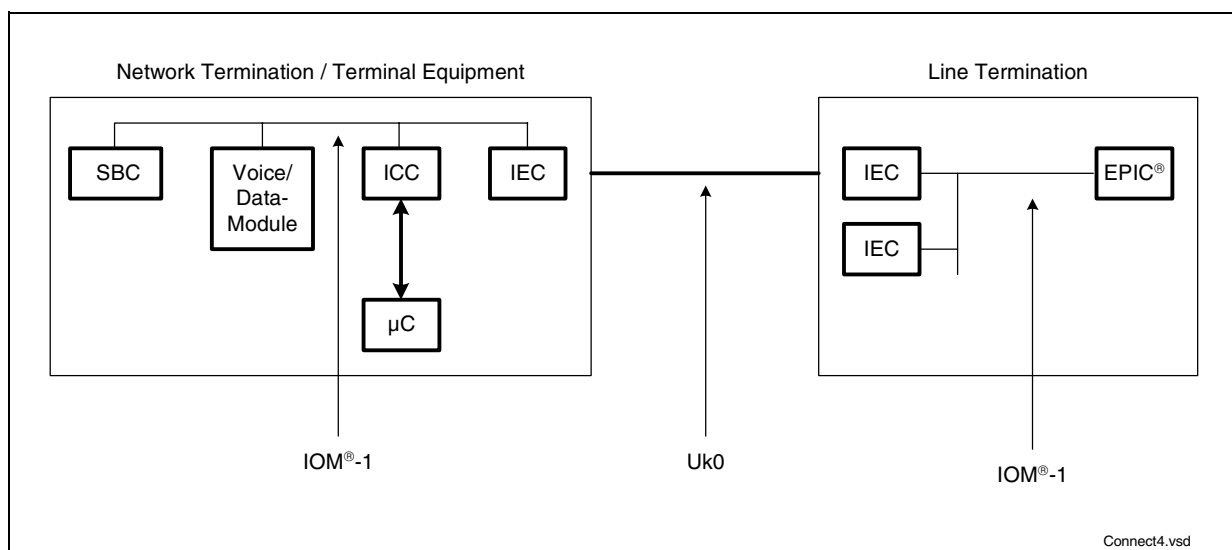 Network Termination / Terminal Equipment
Line Termination
SBC
Voice/
Data-
Module
ICC
IEC
IEC
EPIC®
IEC
µC
IOM®-1
Uk0
IOM®-1
Connect4.vsd